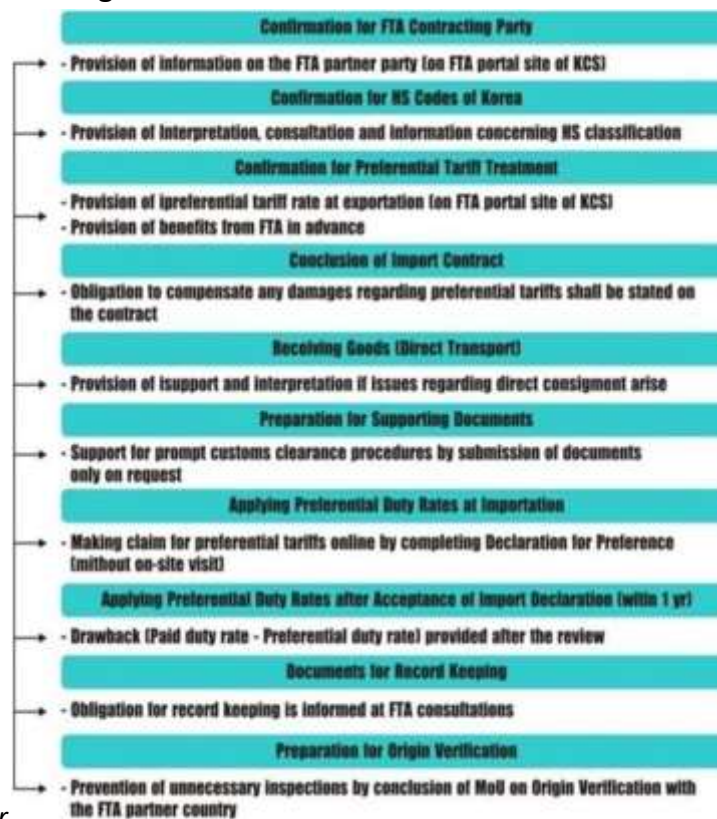 Confirmation for FTA Contracting Party
- Provision of information on the FTA partner party (on FTA portal site of KCS)
Confirmation for HS Codes of Korea
- Provision of Interpretation, consultation and information concerning HS classification
Confirmation for Preferential Tariff Treatment
- Provision of ipreferential tariff rate at exportation (on FTA portal site of KCS)
- Provision of benefits from FTA in advance
Conclusion of Import Contract
- Obligation to compensate any damages regarding preferential tariffs shall be stated on
the contract
Receiving Goods (Direct Transport)
- Provision of isupport and interpretation if issues regarding direct consigment arise
Preparation for Supporting Documents
- Support for prompt customs clearance procedures by submission of documents
only on request
Applying Preferential Duty Rates at Importation
- Making claim for preferential tariffs online by completing Declaration for Preference
(without on-site visit)
Applying Preferential Duty Rates after Acceptance of Import Declaration (witin 1 yr)
- Drawback (Paid duty rate - Preferential duty rate) provided after the review
Documents for Record Keeping
- Obligation for record keeping is informed at FTA consultations
Preparation for Origin Verification
- Prevention of unnecessary inspections by conclusion of MoU on Origin Verification with
the FTA partner country